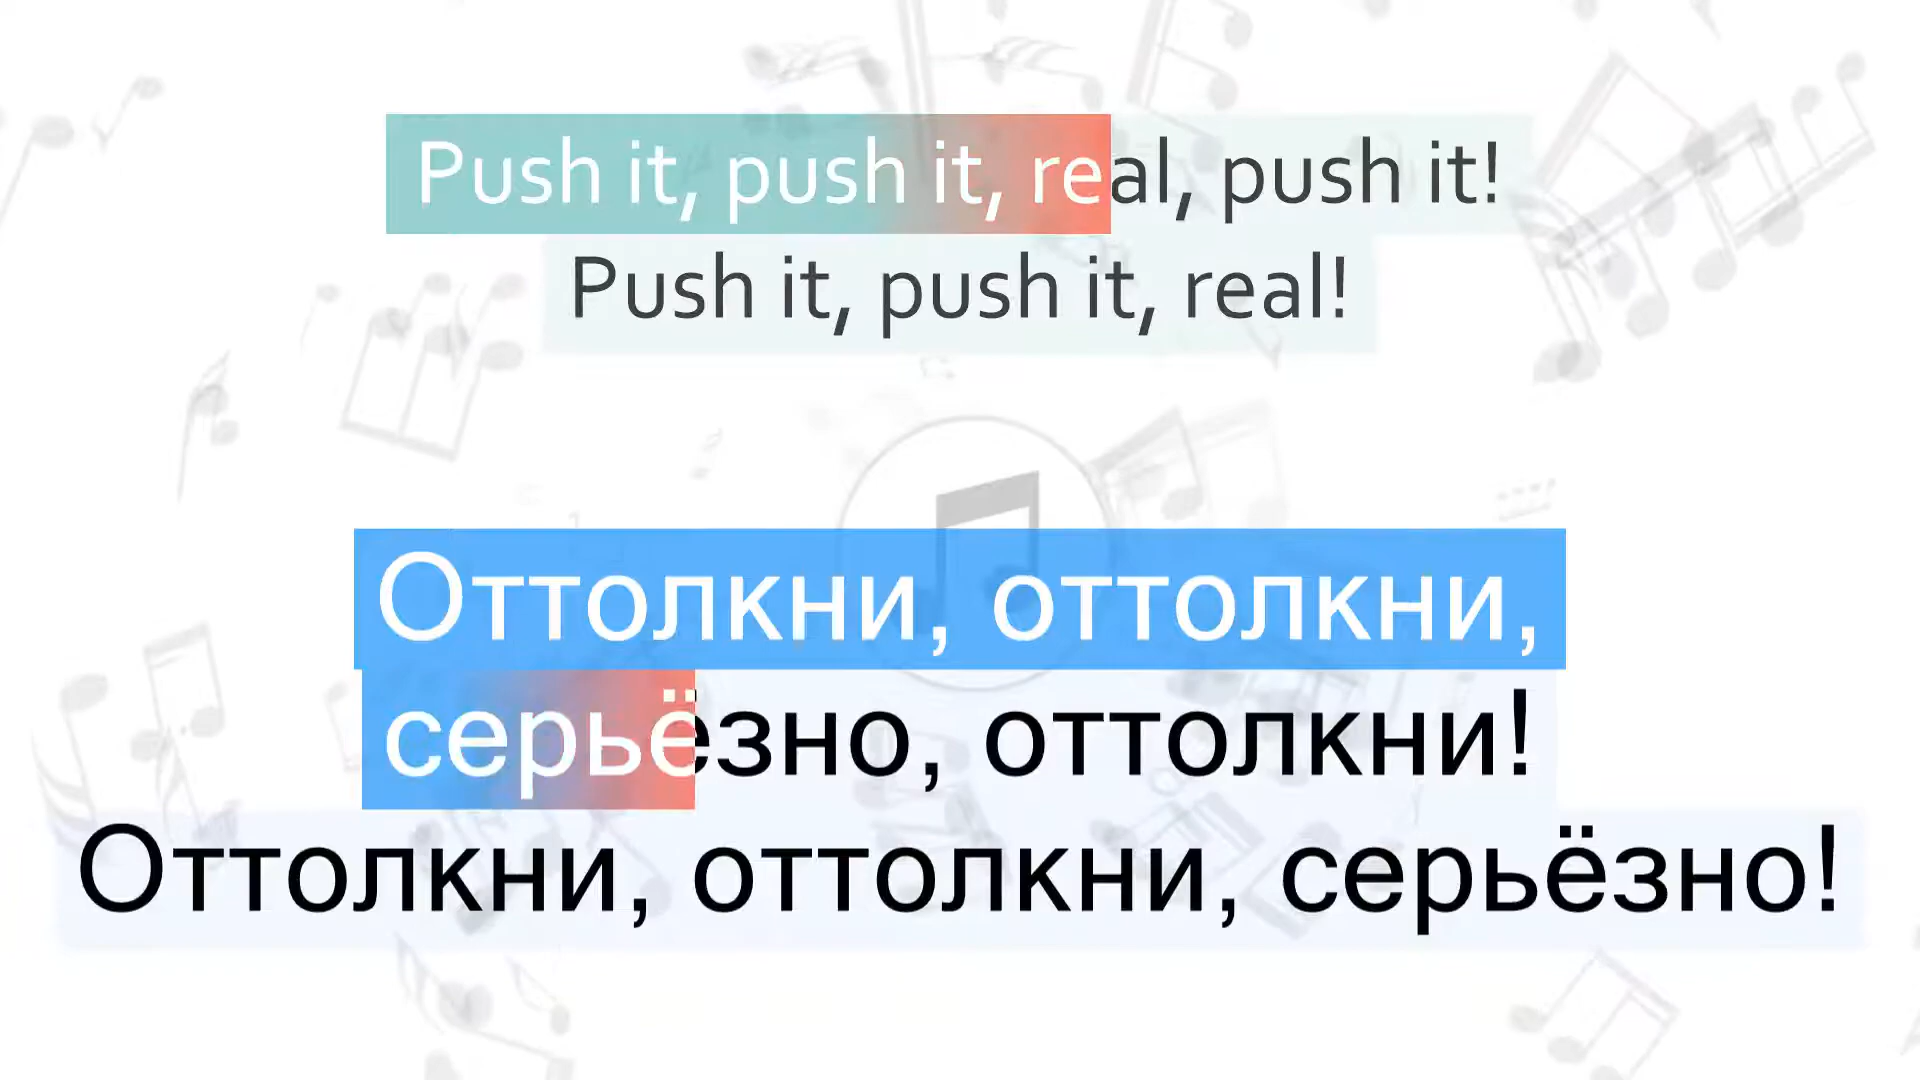 Push it, push it, real, push it!
Push it, push it, real!
Оттолкни, оттолкни,
серьёзно, оттолкни!
Оттолкни, оттолкни, серьёзно!